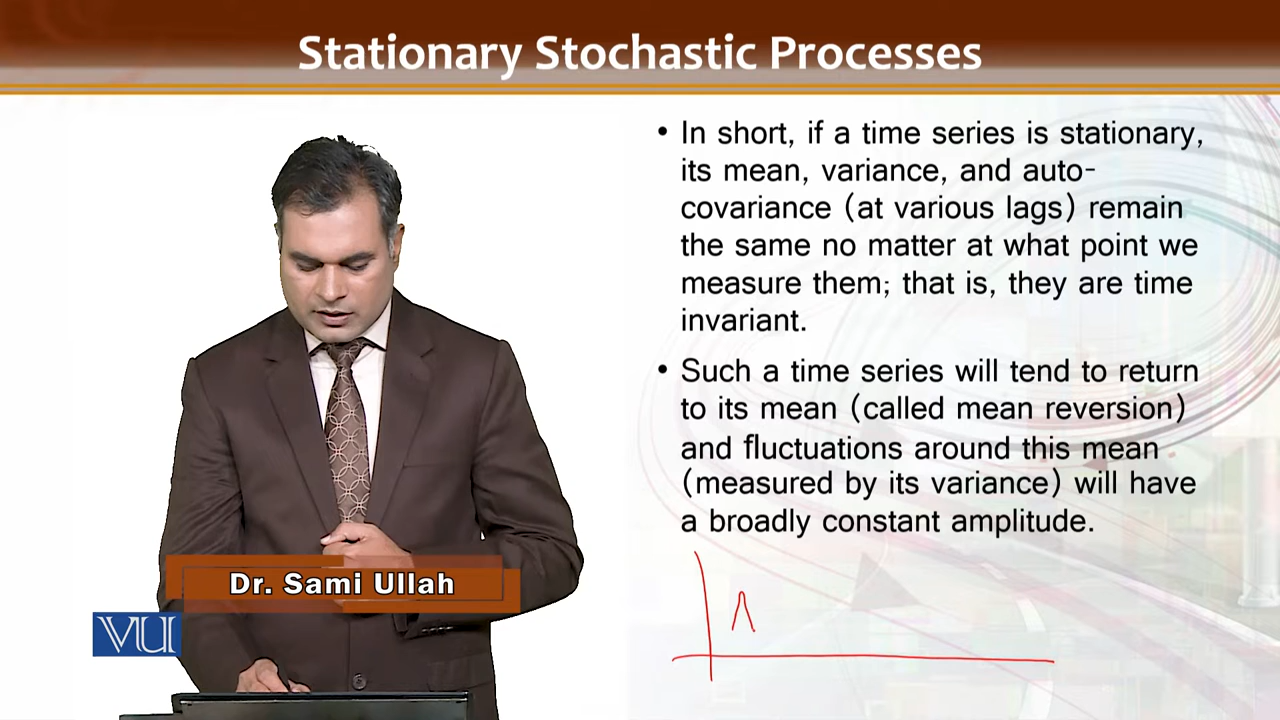 Stationary Stochastic Processes
• In short, if a time series is stationary,
its mean, variance, and auto-
covariance (at various lags) remain
the same no matter at what point we
measure them; that is, they are time
invariant.
• Such a time series will tend to return
to its mean (called mean reversion)
and fluctuations around this mean
(measured by its variance) will have
a broadly constant amplitude.
Dr. Sami Ullah
VU